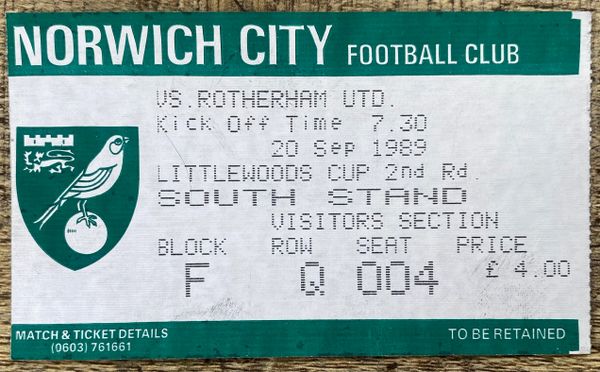 NORWICH CITY FOOTBALL CLUB
VS. ROTHERHAM UTD.
Kick Off Time 7.30
20 Sep 1989
LITTLEWOODS CUP 2nd Rd.
SOUTH STAND
VISITORS SECTION
BLOCK ROW SEAT PRICE
F Q 004 £ 4.00
MATCH & TICKET DETAILS
(0603) 761661
TO BE RETAINED